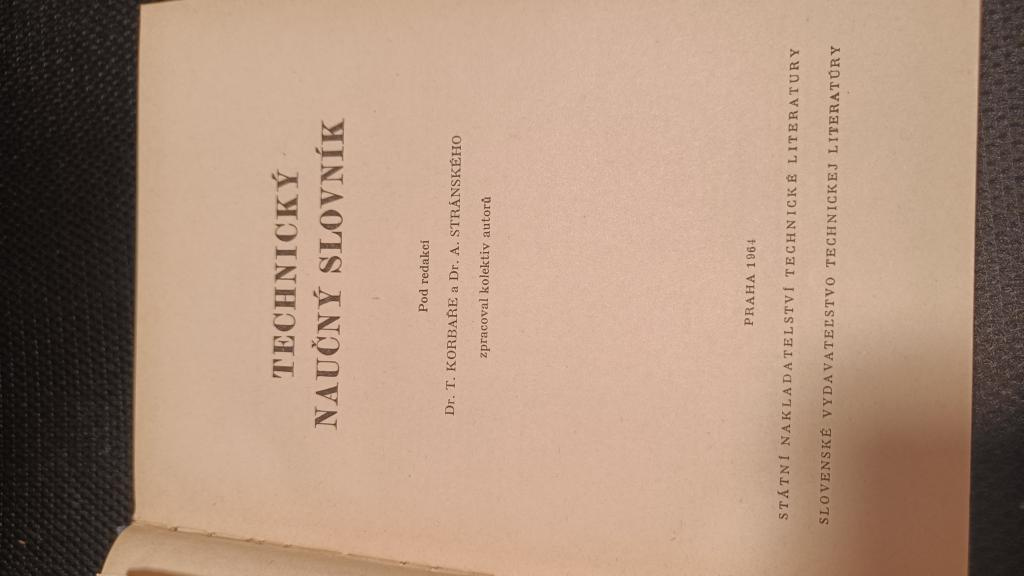 TECHNICKÝ
NAUČNÝ SLOVNÍK
Pod redakcí
Dr. T. KORBAŘE a Dr. A. STRÁNSKÉHO
zpracoval kolektiv autorů
PRAHA 1964
STÁTNÍ NAKLADATELSTVÍ TECHNICKÉ LITERATURY
SLOVENSKÉ VYDAVATEĽSTVO TECHNICKEJ LITERATÚRY